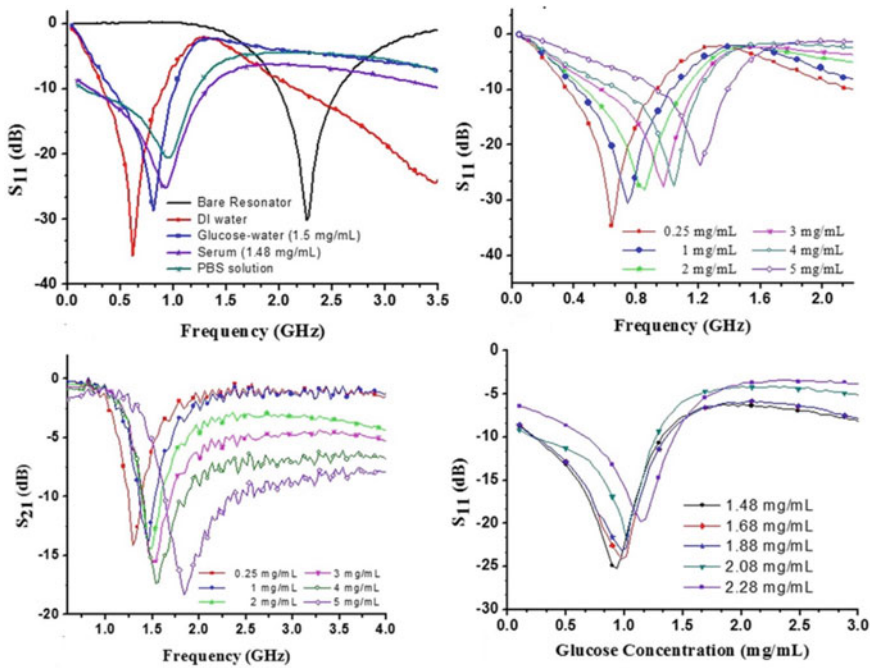 0
-10
-20
-30
-40
S11 (dB)
Bare Resonator
DI water
Glucose-water (1.5 mg/mL)
Serum (1.48 mg/mL)
PBS solution
0.0 0.5 1.0 1.5 2.0 2.5 3.0 3.5
Frequency (GHz)
0
-10
-20
-30
-40
S11 (dB)
0.25 mg/mL 3 mg/mL
1 mg/mL 4 mg/mL
2 mg/mL 5 mg/mL
0.0 0.4 0.8 1.2 1.6 2.0
Frequency (GHz)
0
-5
-10
-15
-20
S21 (dB)
0.25 mg/mL 3 mg/mL
1 mg/mL 4 mg/mL
2 mg/mL 5 mg/mL
1.0 1.5 2.0 2.5 3.0 3.5 4.0
Frequency (GHz)
0
-5
-10
-15
-20
-25
-30
S11 (dB)
1.48 mg/mL
1.68 mg/mL
1.88 mg/mL
2.08 mg/mL
2.28 mg/mL
0.0 0.5 1.0 1.5 2.0 2.5 3.0
Glucose Concentration (mg/mL)